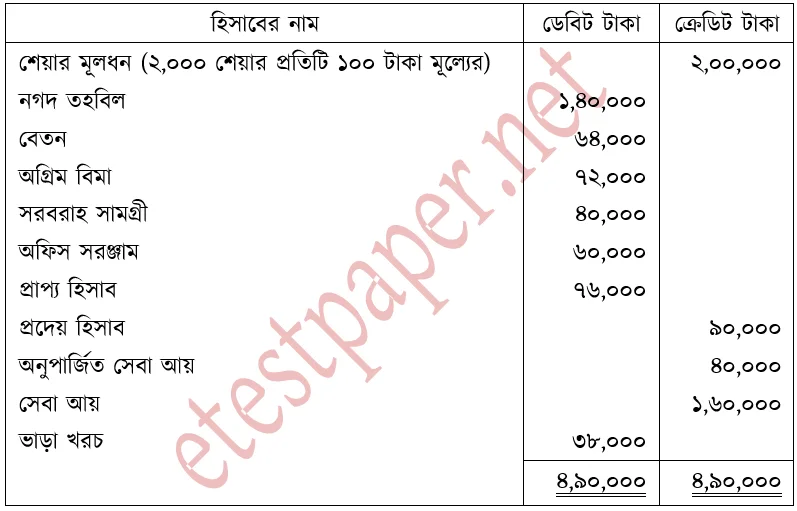 হিসাবের নাম ডেবিট টাকা ক্রেডিট টাকা
শেয়ার মূলধন (২,০০০ শেয়ার প্রতিটি ১০০ টাকা মূল্যের) ২,০০,০০০
নগদ তহবিল ১,৪০,০০০
বেতন ৬৪,০০০
অগ্রিম বিমা ৭২,০০০
সরবরাহ সামগ্রী ৪০,০০০
অফিস সরঞ্জাম ৬০,০০০
প্রাপ্য হিসাব ৭৬,০০০
প্রদেয় হিসাব ৯০,০০০
অনুপার্জিত সেবা আয় ৪০,০০০
সেবা আয় ১,৬০,০০০
ভাড়া খরচ ৩৮,০০০
৪,৯০,০০০ ৪,৯০,০০০
etestpaper.net